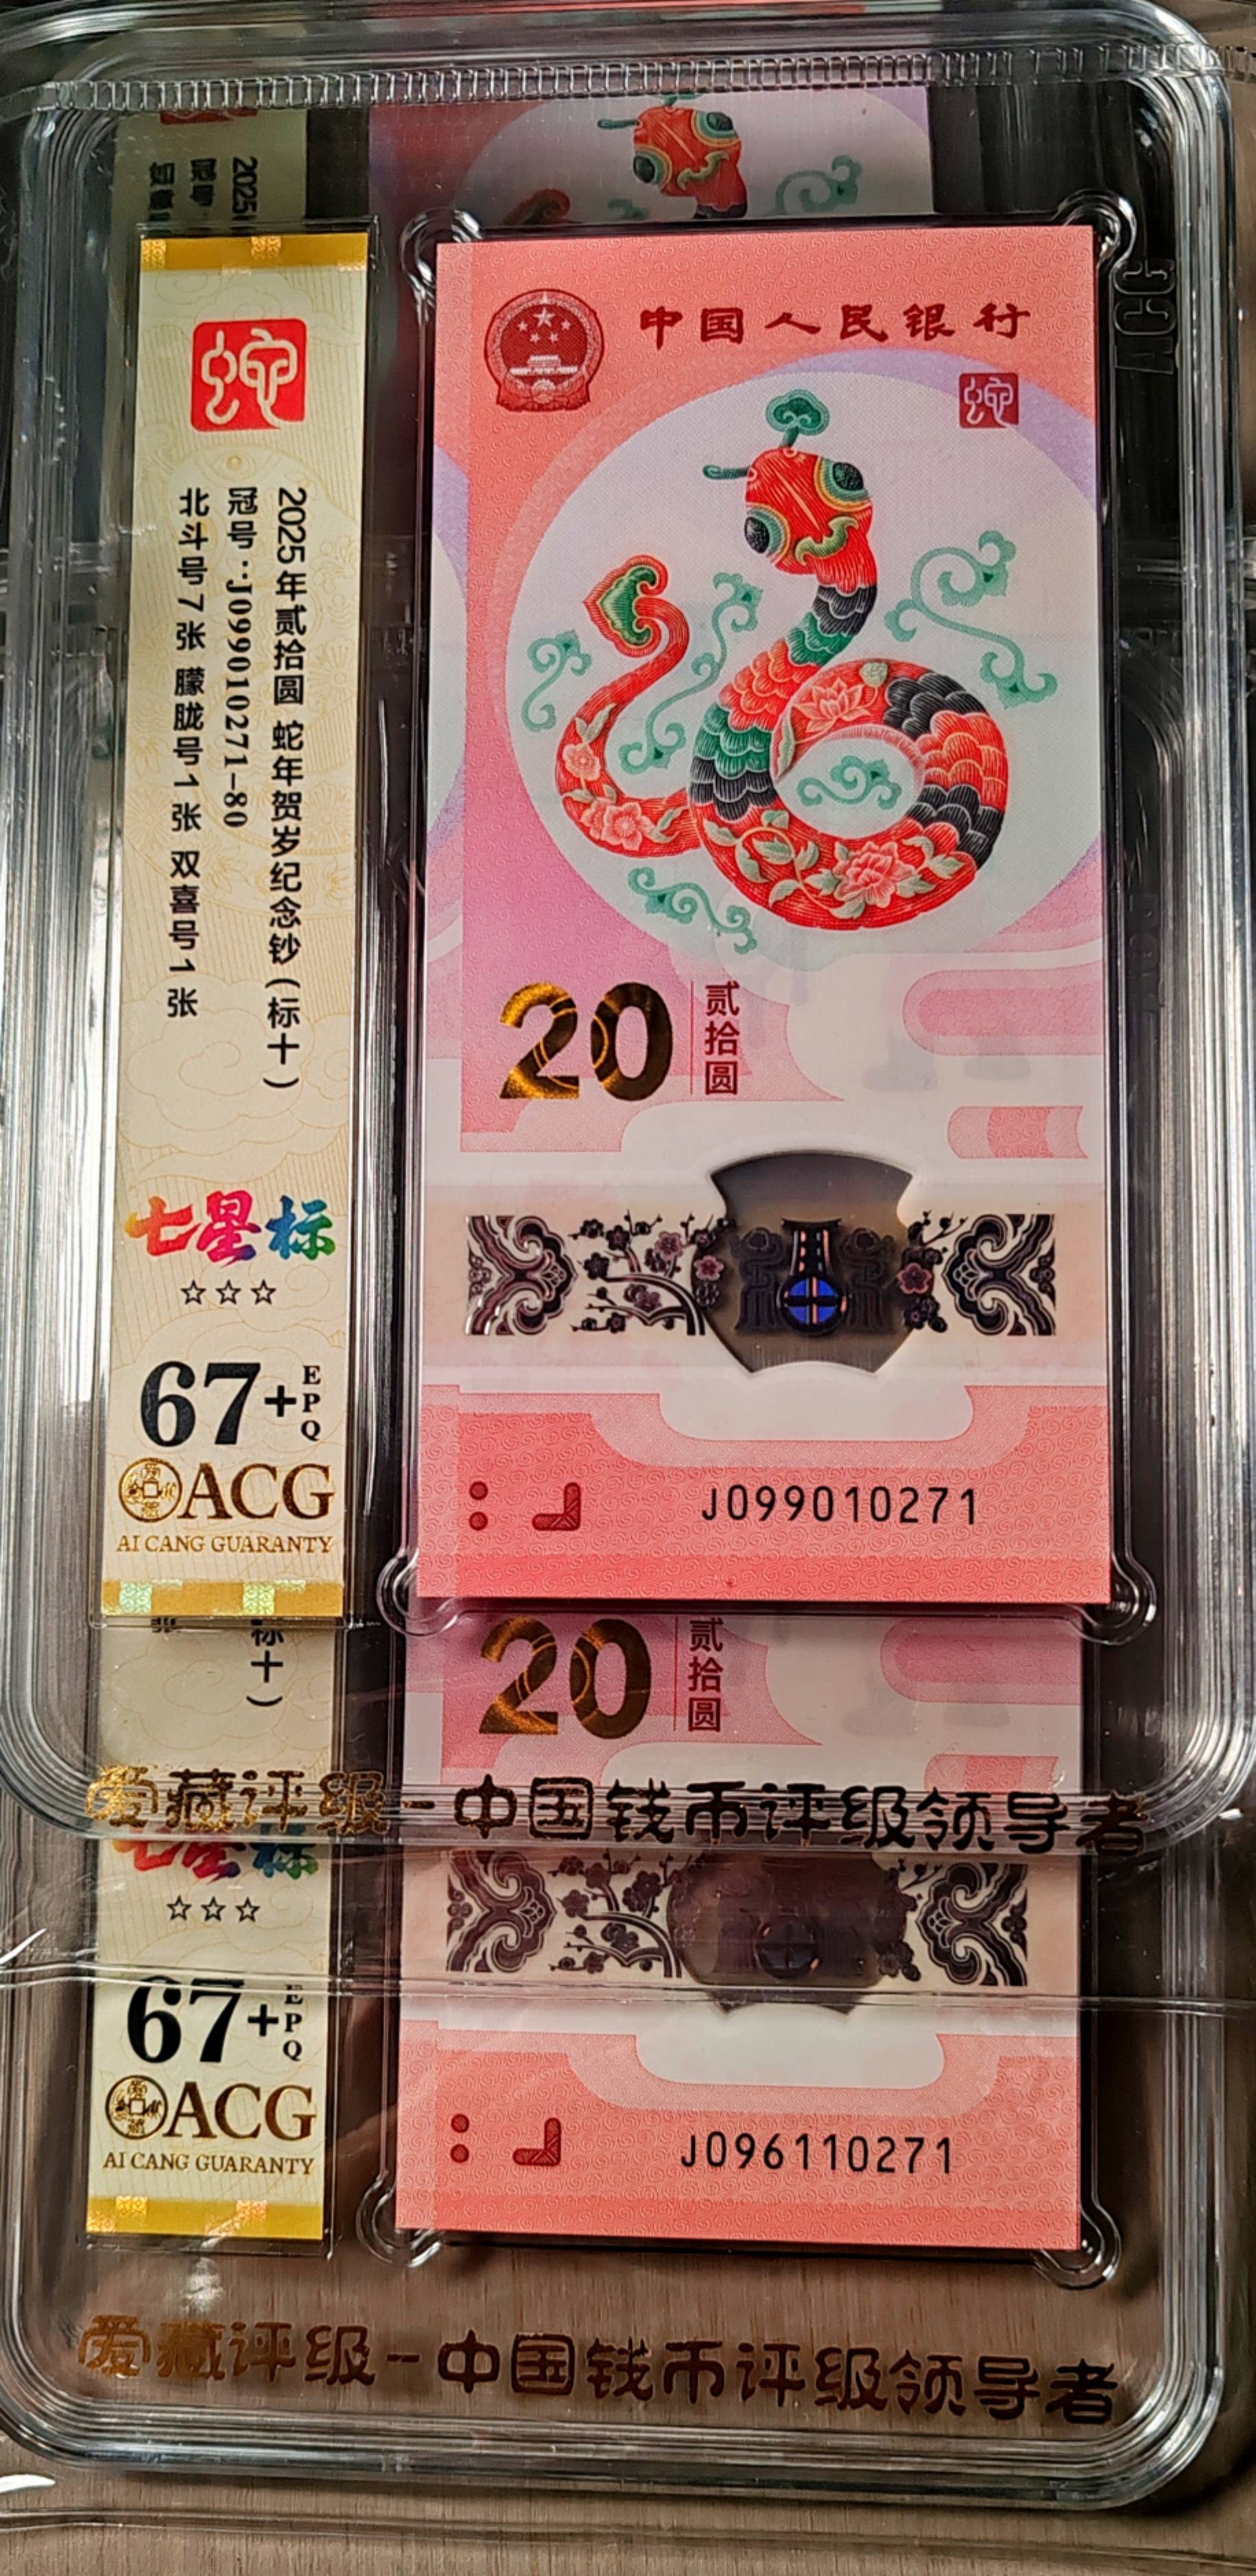 2025
蛇
2025年贰拾圆 蛇年贺岁纪念钞(标十)
冠号:J099010271-80
北斗号7张 朦胧号1张 双喜号1张
七星标
☆☆☆
67+EPQ
ACG
AI CANG GUARANTY
中国人民银行
蛇
20 贰拾圆
J099010271
ACG
标十)
20 贰拾圆
爱藏评级-中国钱币评级领导者
七星标
☆☆☆
67+EPQ
ACG
AI CANG GUARANTY
J096110271
爱藏评级-中国钱币评级领导者